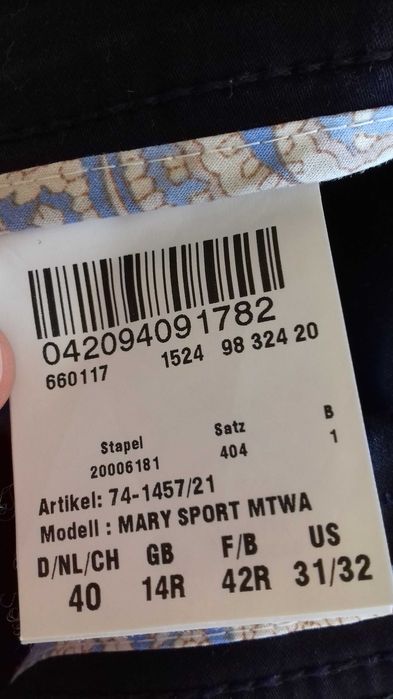 042094091782
660117 1524 98 324 20
Stapel Satz B
20006181 404 1
Artikel: 74-1457/21
Modell : MARY SPORT MTWA
D/NL/CH GB F/B US
40 14R 42R 31/32